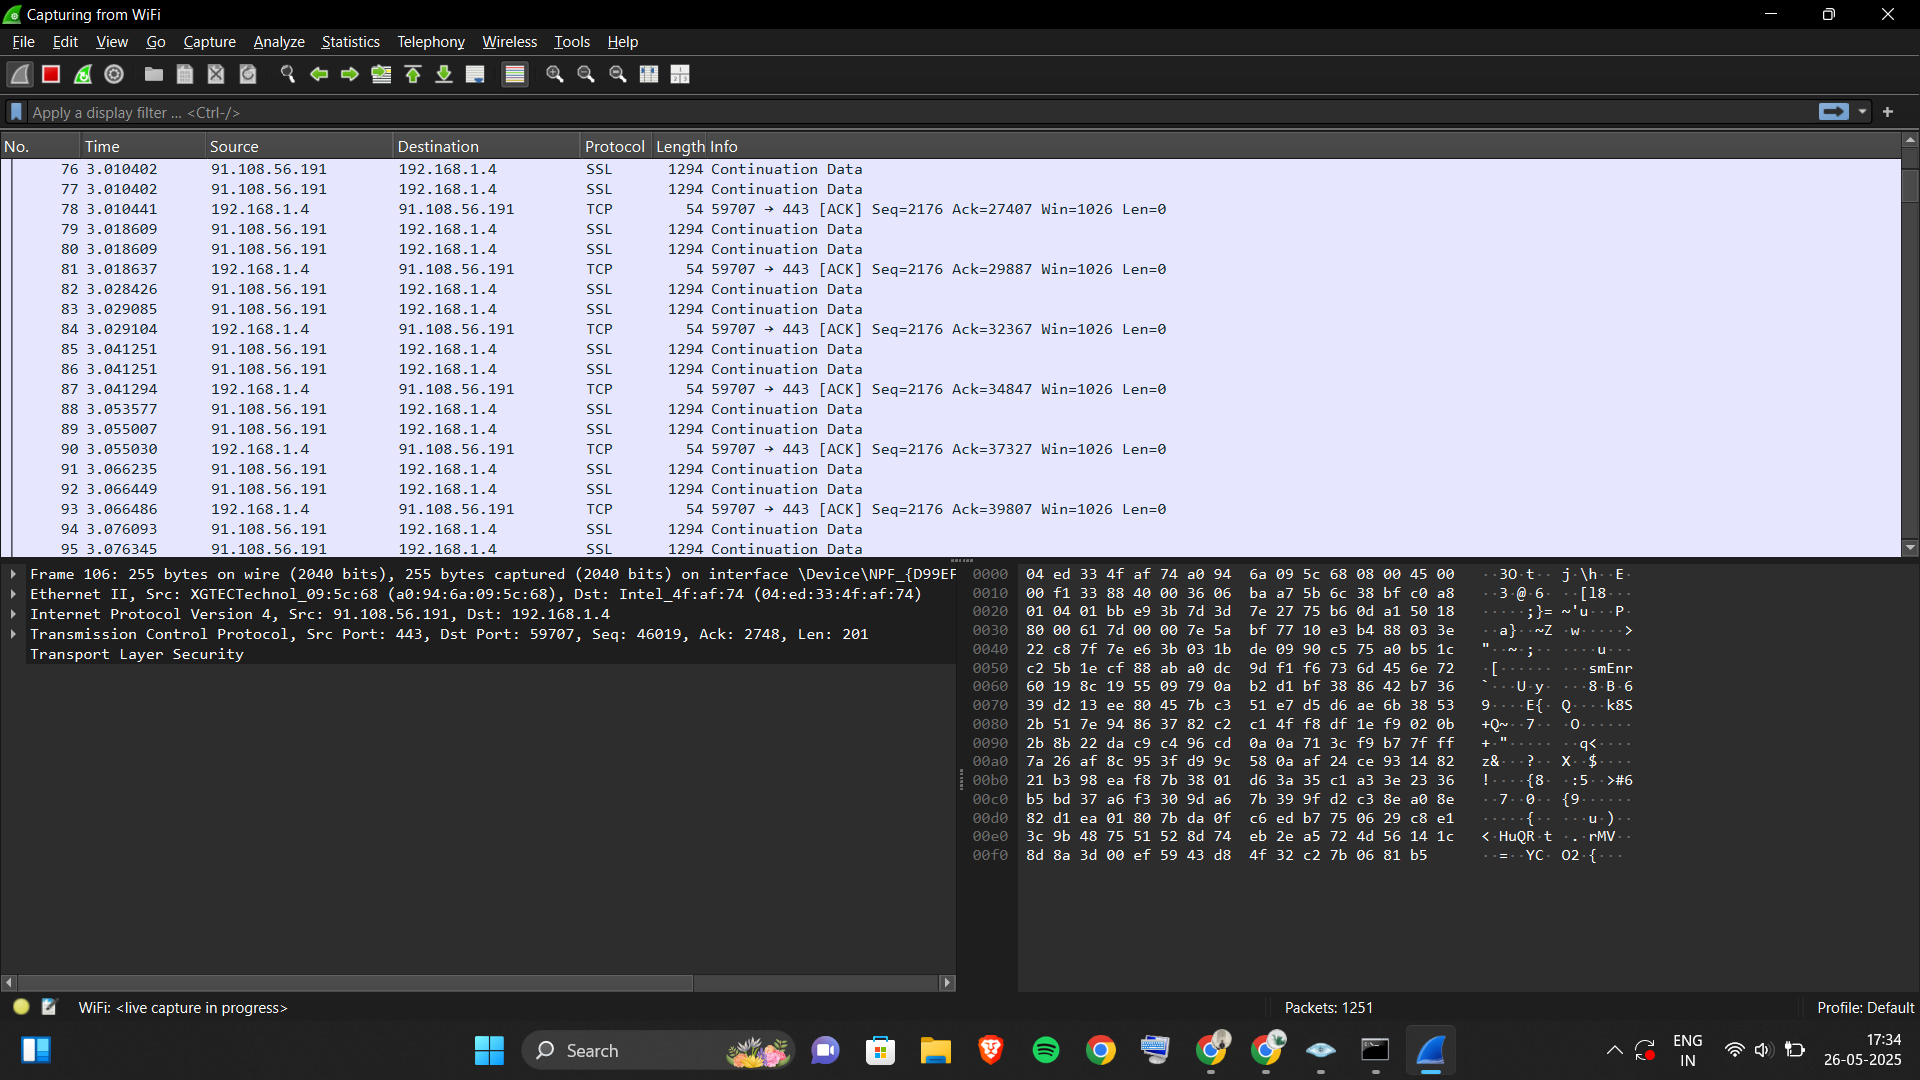 Capturing from WiFi
File Edit View Go Capture Analyze Statistics Telephony Wireless Tools Help
Apply a display filter ... <Ctrl-/>
No. Time Source Destination Protocol Length Info
76 3.010402 91.108.56.191 192.168.1.4 SSL 1294 Continuation Data
77 3.010402 91.108.56.191 192.168.1.4 SSL 1294 Continuation Data
78 3.010441 192.168.1.4 91.108.56.191 TCP 54 59707 → 443 [ACK] Seq=2176 Ack=27407 Win=1026 Len=0
79 3.018609 91.108.56.191 192.168.1.4 SSL 1294 Continuation Data
80 3.018609 91.108.56.191 192.168.1.4 SSL 1294 Continuation Data
81 3.018637 192.168.1.4 91.108.56.191 TCP 54 59707 → 443 [ACK] Seq=2176 Ack=29887 Win=1026 Len=0
82 3.028426 91.108.56.191 192.168.1.4 SSL 1294 Continuation Data
83 3.029085 91.108.56.191 192.168.1.4 SSL 1294 Continuation Data
84 3.029104 192.168.1.4 91.108.56.191 TCP 54 59707 → 443 [ACK] Seq=2176 Ack=32367 Win=1026 Len=0
85 3.041251 91.108.56.191 192.168.1.4 SSL 1294 Continuation Data
86 3.041251 91.108.56.191 192.168.1.4 SSL 1294 Continuation Data
87 3.041294 192.168.1.4 91.108.56.191 TCP 54 59707 → 443 [ACK] Seq=2176 Ack=34847 Win=1026 Len=0
88 3.053577 91.108.56.191 192.168.1.4 SSL 1294 Continuation Data
89 3.055007 91.108.56.191 192.168.1.4 SSL 1294 Continuation Data
90 3.055030 192.168.1.4 91.108.56.191 TCP 54 59707 → 443 [ACK] Seq=2176 Ack=37327 Win=1026 Len=0
91 3.066235 91.108.56.191 192.168.1.4 SSL 1294 Continuation Data
92 3.066449 91.108.56.191 192.168.1.4 SSL 1294 Continuation Data
93 3.066486 192.168.1.4 91.108.56.191 TCP 54 59707 → 443 [ACK] Seq=2176 Ack=39807 Win=1026 Len=0
94 3.076093 91.108.56.191 192.168.1.4 SSL 1294 Continuation Data
95 3.076345 91.108.56.191 192.168.1.4 SSL 1294 Continuation Data
Frame 106: 255 bytes on wire (2040 bits), 255 bytes captured (2040 bits) on interface \Device\NPF_{D99EF
Ethernet II, Src: XGTECTechnol_09:5c:68 (a0:94:6a:09:5c:68), Dst: Intel_4f:af:74 (04:ed:33:4f:af:74)
Internet Protocol Version 4, Src: 91.108.56.191, Dst: 192.168.1.4
Transmission Control Protocol, Src Port: 443, Dst Port: 59707, Seq: 46019, Ack: 2748, Len: 201
Transport Layer Security
0000 04 ed 33 4f af 74 a0 94 6a 09 5c 68 08 00 45 00 ··3O·t·· j·\h··E·
0010 00 f1 33 88 40 00 36 06 ba a7 5b 6c 38 bf c0 a8 ··3·@·6· ··[l8···
0020 01 04 01 bb e9 3b 7d 3d 7e 27 75 b6 0d a1 50 18 ·····;}= ~'u···P·
0030 80 00 61 7d 00 00 7e 5a bf 77 10 e3 b4 88 03 3e ··a}··~Z ·w·····>
0040 22 c8 7f 7e e6 3b 03 1b de 09 90 c5 75 a0 b5 1c "··~·;·· ····u···
0050 c2 5b 1e cf 88 ab a0 dc 9d f1 f6 73 6d 45 6e 72 ·[······ ···smEnr
0060 60 19 8c 19 55 09 79 0a b2 d1 bf 38 86 42 b7 36 `···U·y· ···8·B·6
0070 39 d2 13 ee 80 45 7b c3 51 e7 d5 d6 ae 6b 38 53 9····E{· Q····k8S
0080 2b 51 7e 94 86 37 82 c2 c1 4f f8 df 1e f9 02 0b +Q~··7·· ·O······
0090 2b 8b 22 da c9 c4 96 cd 0a 0a 71 3c f9 b7 7f ff +·"····· ··q<····
00a0 7a 26 af 8c 95 3f d9 9c 58 0a af 24 ce 93 14 82 z&···?·· X··$····
00b0 21 b3 98 ea f8 7b 38 01 d6 3a 35 c1 a3 3e 23 36 !····{8· ·:5··>#6
00c0 b5 bd 37 a6 f3 30 9d a6 7b 39 9f d2 c3 8e a0 8e ··7··0·· {9······
00d0 82 d1 ea 01 80 7b da 0f c6 ed b7 75 06 29 c8 e1 ·····{·· ···u·)··
00e0 3c 9b 48 75 51 52 8d 74 eb 2e a5 72 4d 56 14 1c <·HuQR·t ·.·rMV··
00f0 8d 8a 3d 00 ef 59 43 d8 4f 32 c2 7b 06 81 b5 ··=··YC· O2·{···
WiFi: <live capture in progress> Packets: 1251 Profile: Default
Search
ENG
IN
17:34
26-05-2025